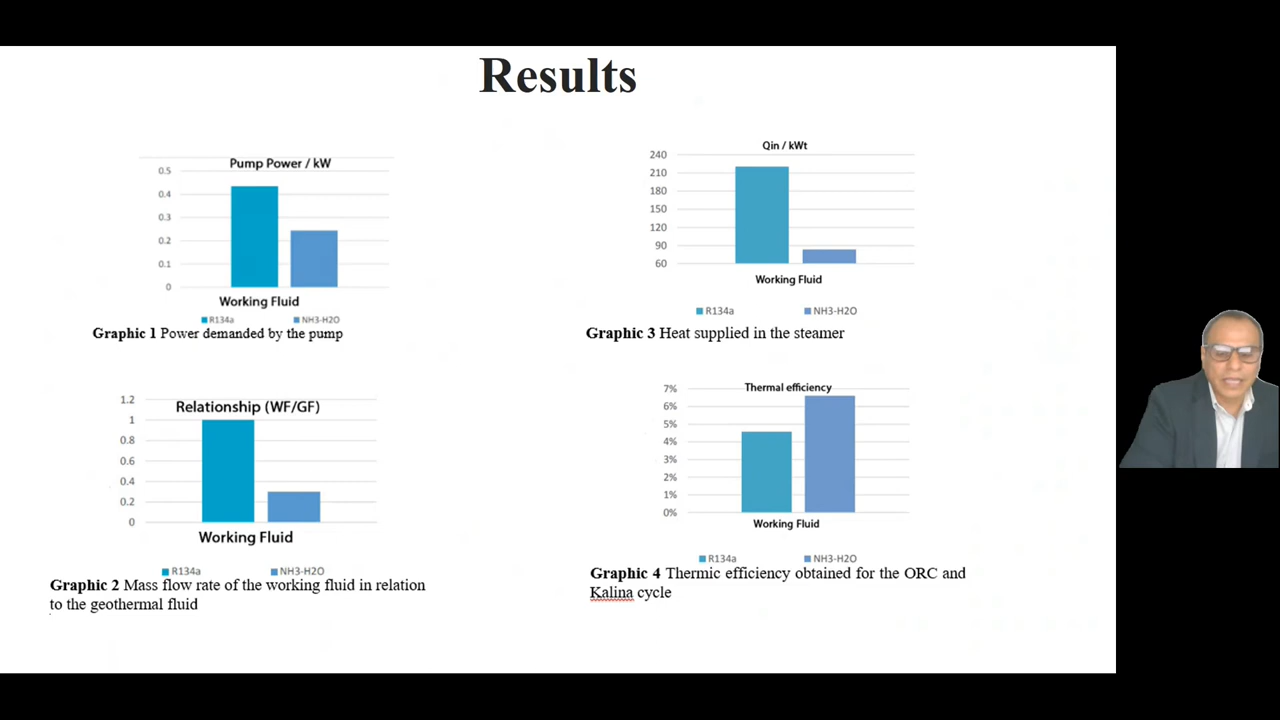 Results
Pump Power / kW
0.5
0.4
0.3
0.2
0.1
0
Working Fluid
R134a NH3-H2O
Graphic 1 Power demanded by the pump
Relationship (WF/GF)
1.2
1
0.8
0.6
0.4
0.2
0
Working Fluid
R134a NH3-H2O
Graphic 2 Mass flow rate of the working fluid in relation
to the geothermal fluid
Qin / kWt
240
210
180
150
120
90
60
Working Fluid
R134a NH3-H2O
Graphic 3 Heat supplied in the steamer
Thermal efficiency
7%
6%
5%
4%
3%
2%
1%
0%
Working Fluid
R134a NH3-H2O
Graphic 4 Thermic efficiency obtained for the ORC and
Kalina cycle